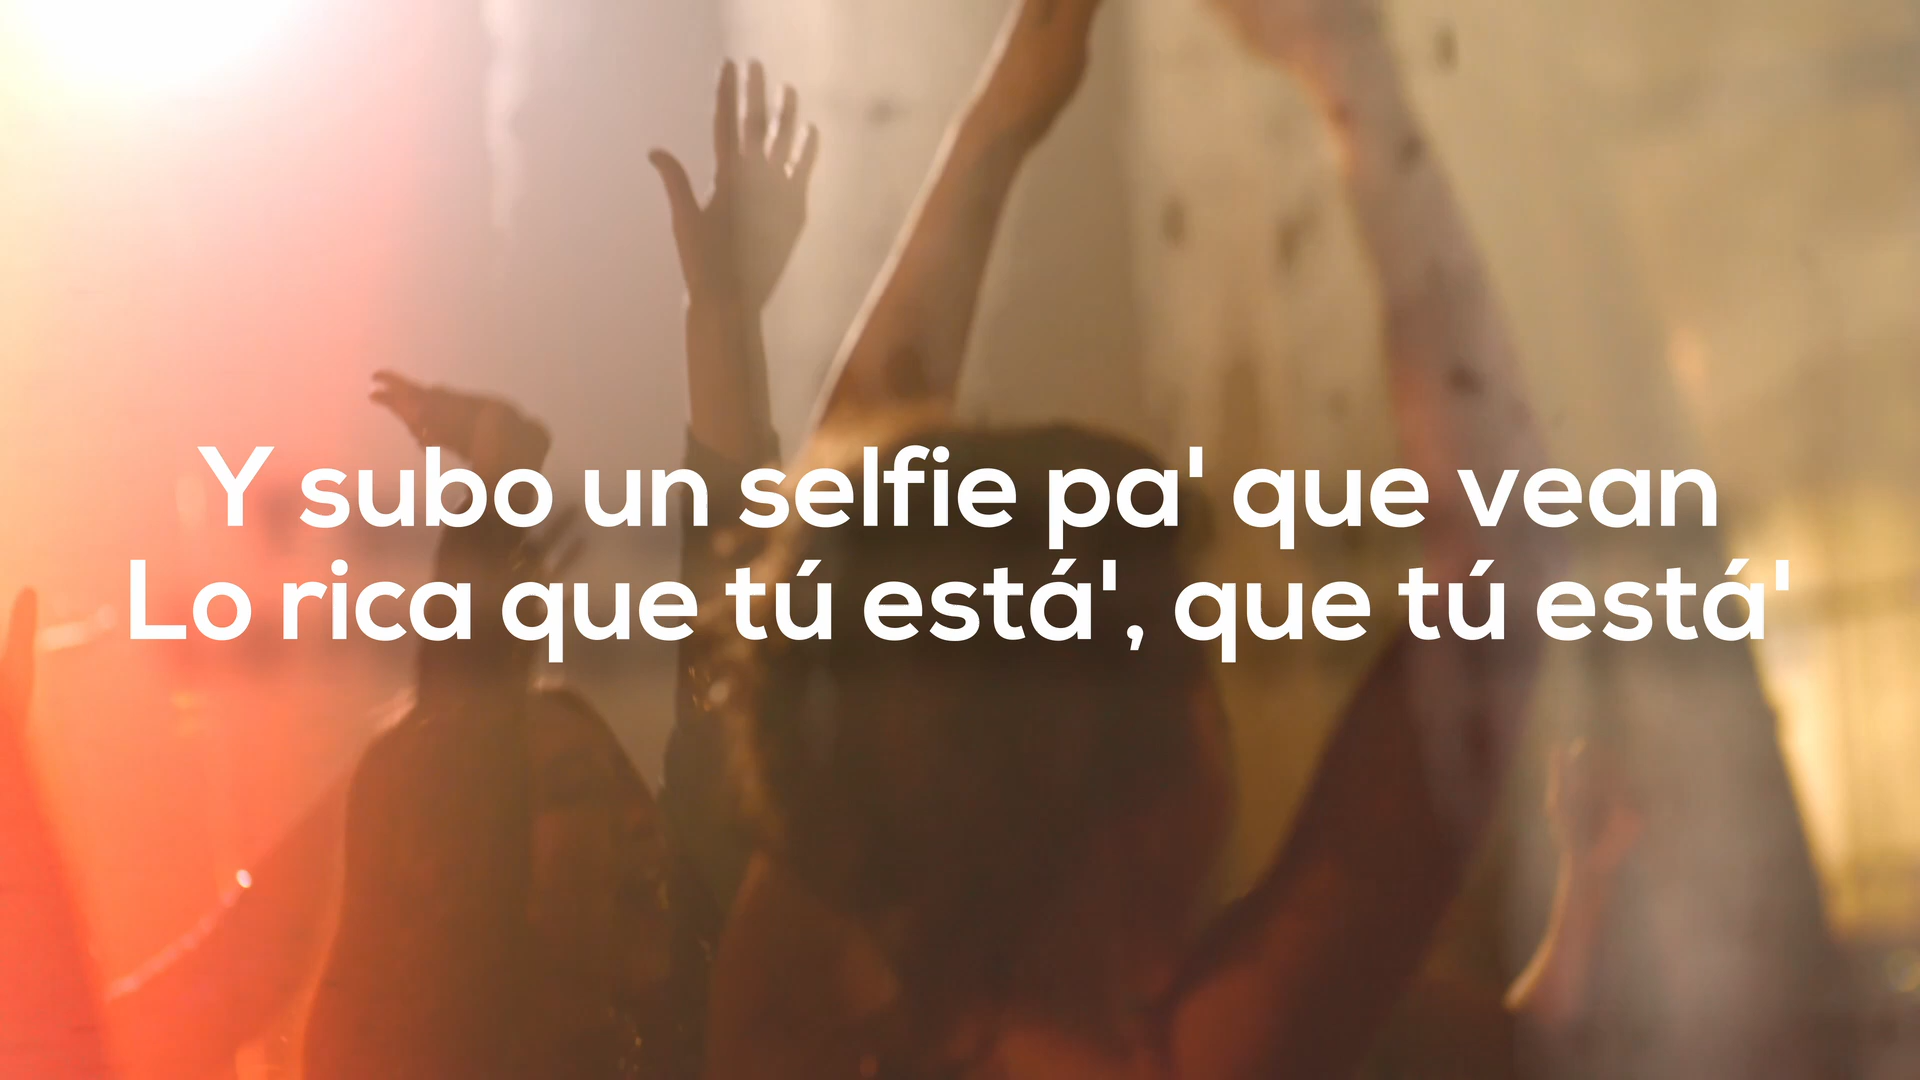 Y subo un selfie pa' que vean
Lo rica que tú está', que tú está'